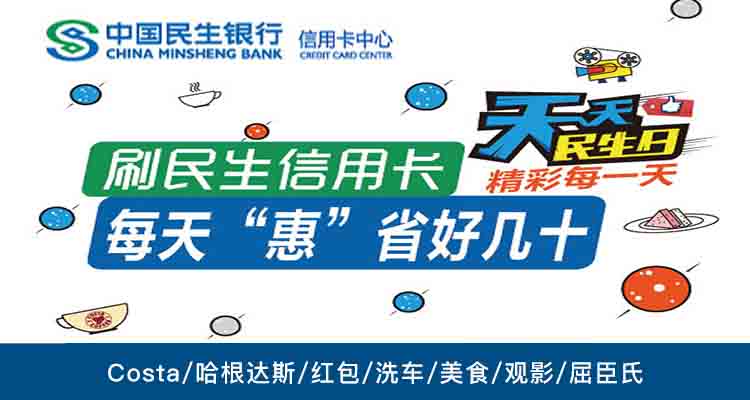 中国民生银行 信用卡中心
CHINA MINSHENG BANK CREDIT CARD CENTER
天天
民生日
精彩每一天
刷民生信用卡
每天“惠”省好几十
Costa/哈根达斯/红包/洗车/美食/观影/屈臣氏